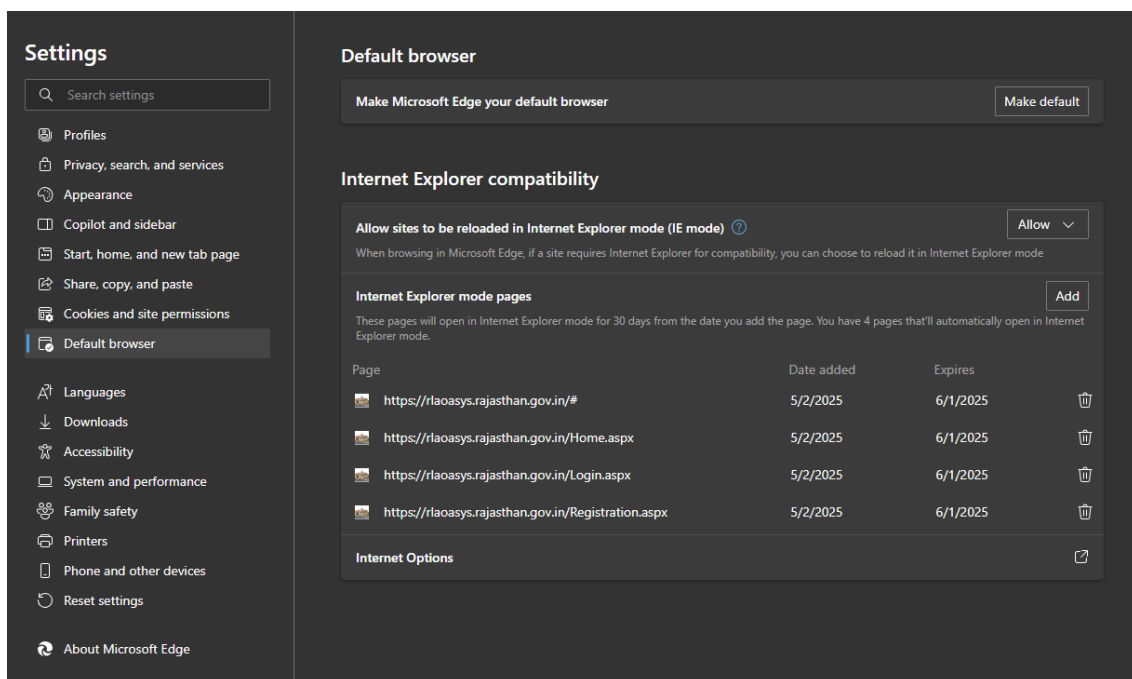 Settings
Search settings
Profiles
Privacy, search, and services
Appearance
Copilot and sidebar
Start, home, and new tab page
Share, copy, and paste
Cookies and site permissions
Default browser
Languages
Downloads
Accessibility
System and performance
Family safety
Printers
Phone and other devices
Reset settings
About Microsoft Edge
Default browser
Make Microsoft Edge your default browser
Make default
Internet Explorer compatibility
Allow sites to be reloaded in Internet Explorer mode (IE mode)
Allow
When browsing in Microsoft Edge, if a site requires Internet Explorer for compatibility, you can choose to reload it in Internet Explorer mode
Internet Explorer mode pages
Add
These pages will open in Internet Explorer mode for 30 days from the date you add the page. You have 4 pages that'll automatically open in Internet
Explorer mode.
Page Date added Expires
https://rlaoasys.rajasthan.gov.in/# 5/2/2025 6/1/2025
https://rlaoasys.rajasthan.gov.in/Home.aspx 5/2/2025 6/1/2025
https://rlaoasys.rajasthan.gov.in/Login.aspx 5/2/2025 6/1/2025
https://rlaoasys.rajasthan.gov.in/Registration.aspx 5/2/2025 6/1/2025
Internet Options